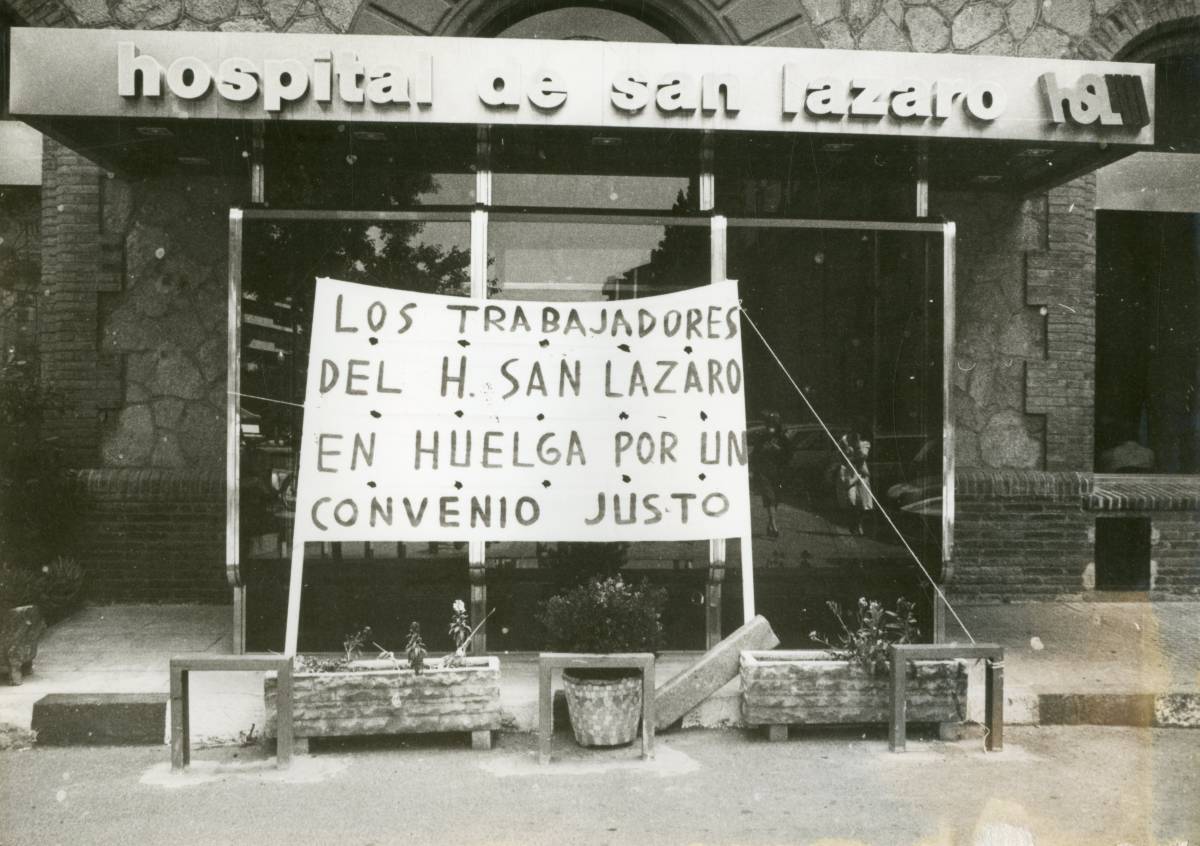 hospital de san lazaro hSL
LOS TRABAJADORES
DEL H. SAN LAZARO
EN HUELGA POR UN
CONVENIO JUSTO